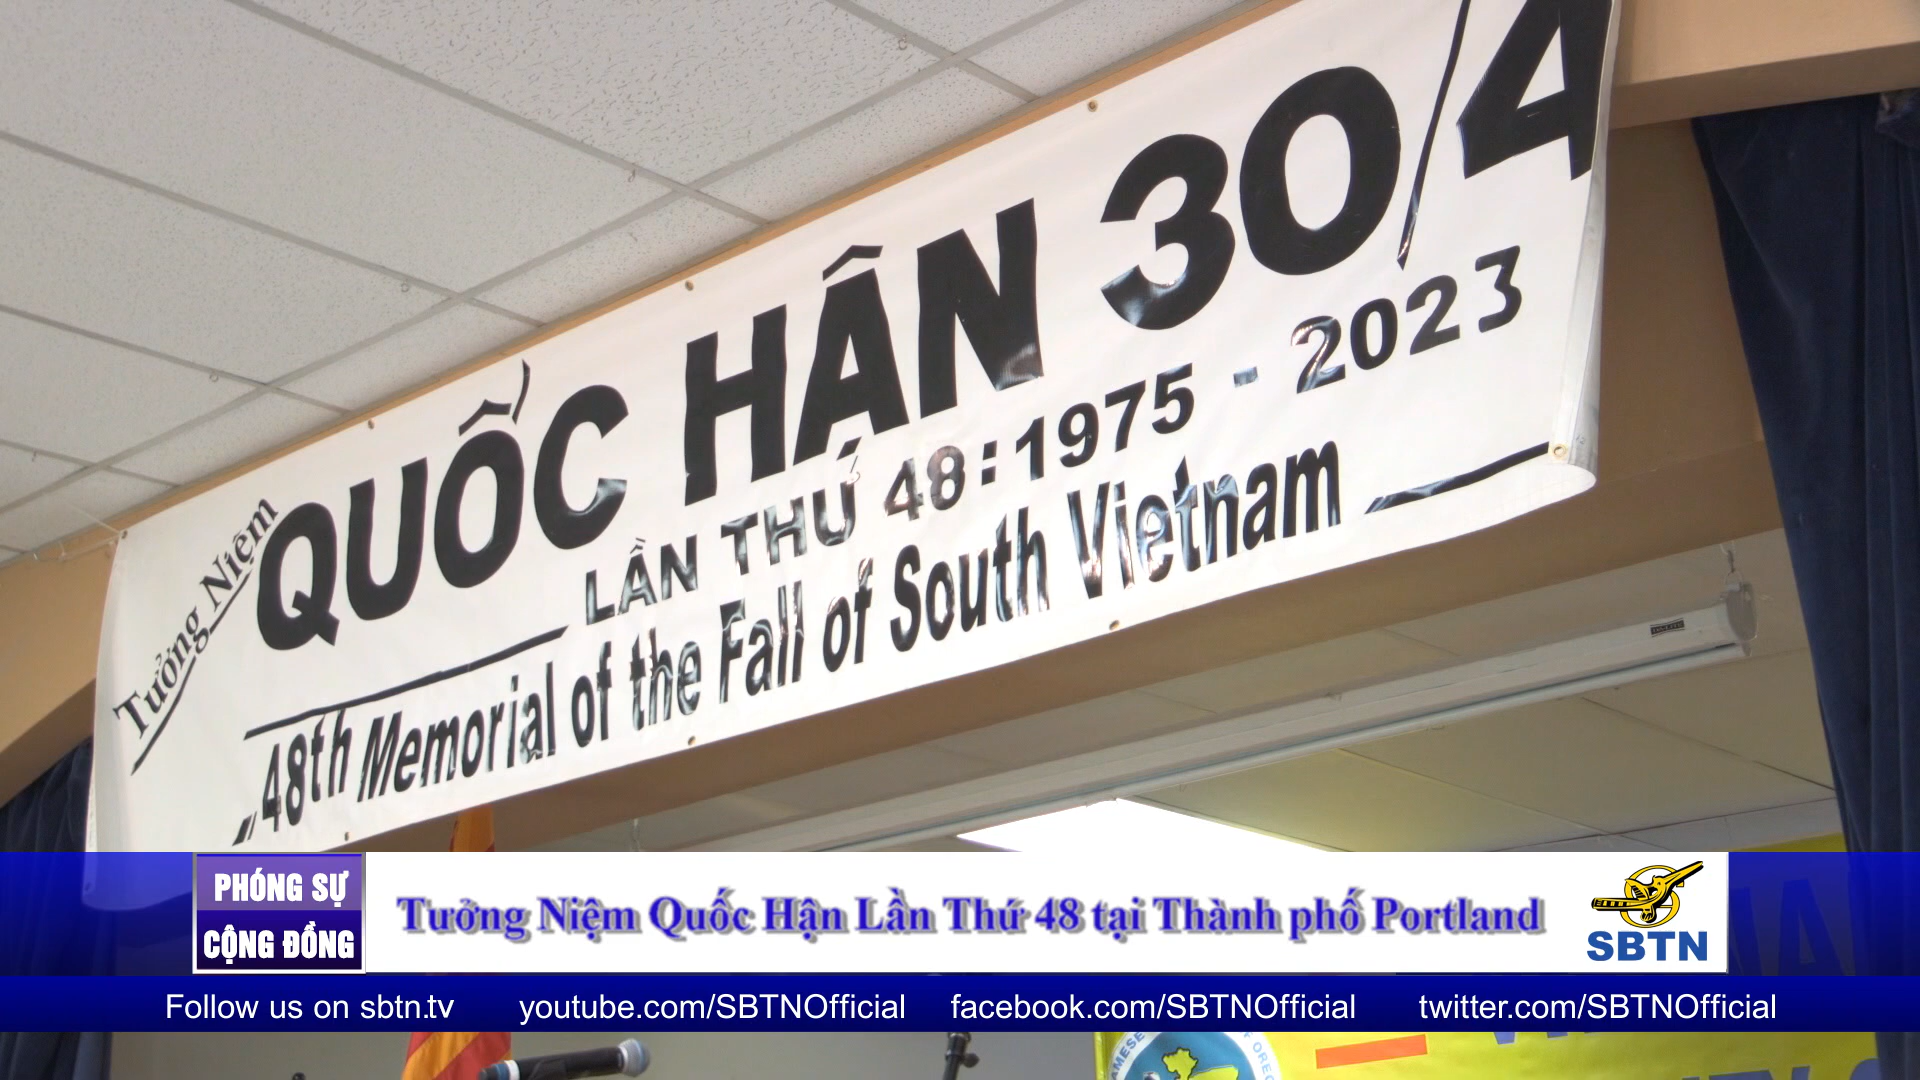 Tưởng Niệm
QUỐC HÂN 30/4
LẦN THỨ 48:1975 - 2023
48th Memorial of the Fall of South Vietnam
PHÓNG SỰ
CỘNG ĐỒNG
Tưởng Niệm Quốc Hận Lần Thứ 48 tại Thành phố Portland
SBTN
Follow us on sbtn.tv youtube.com/SBTNOfficial facebook.com/SBTNOfficial twitter.com/SBTNOfficial